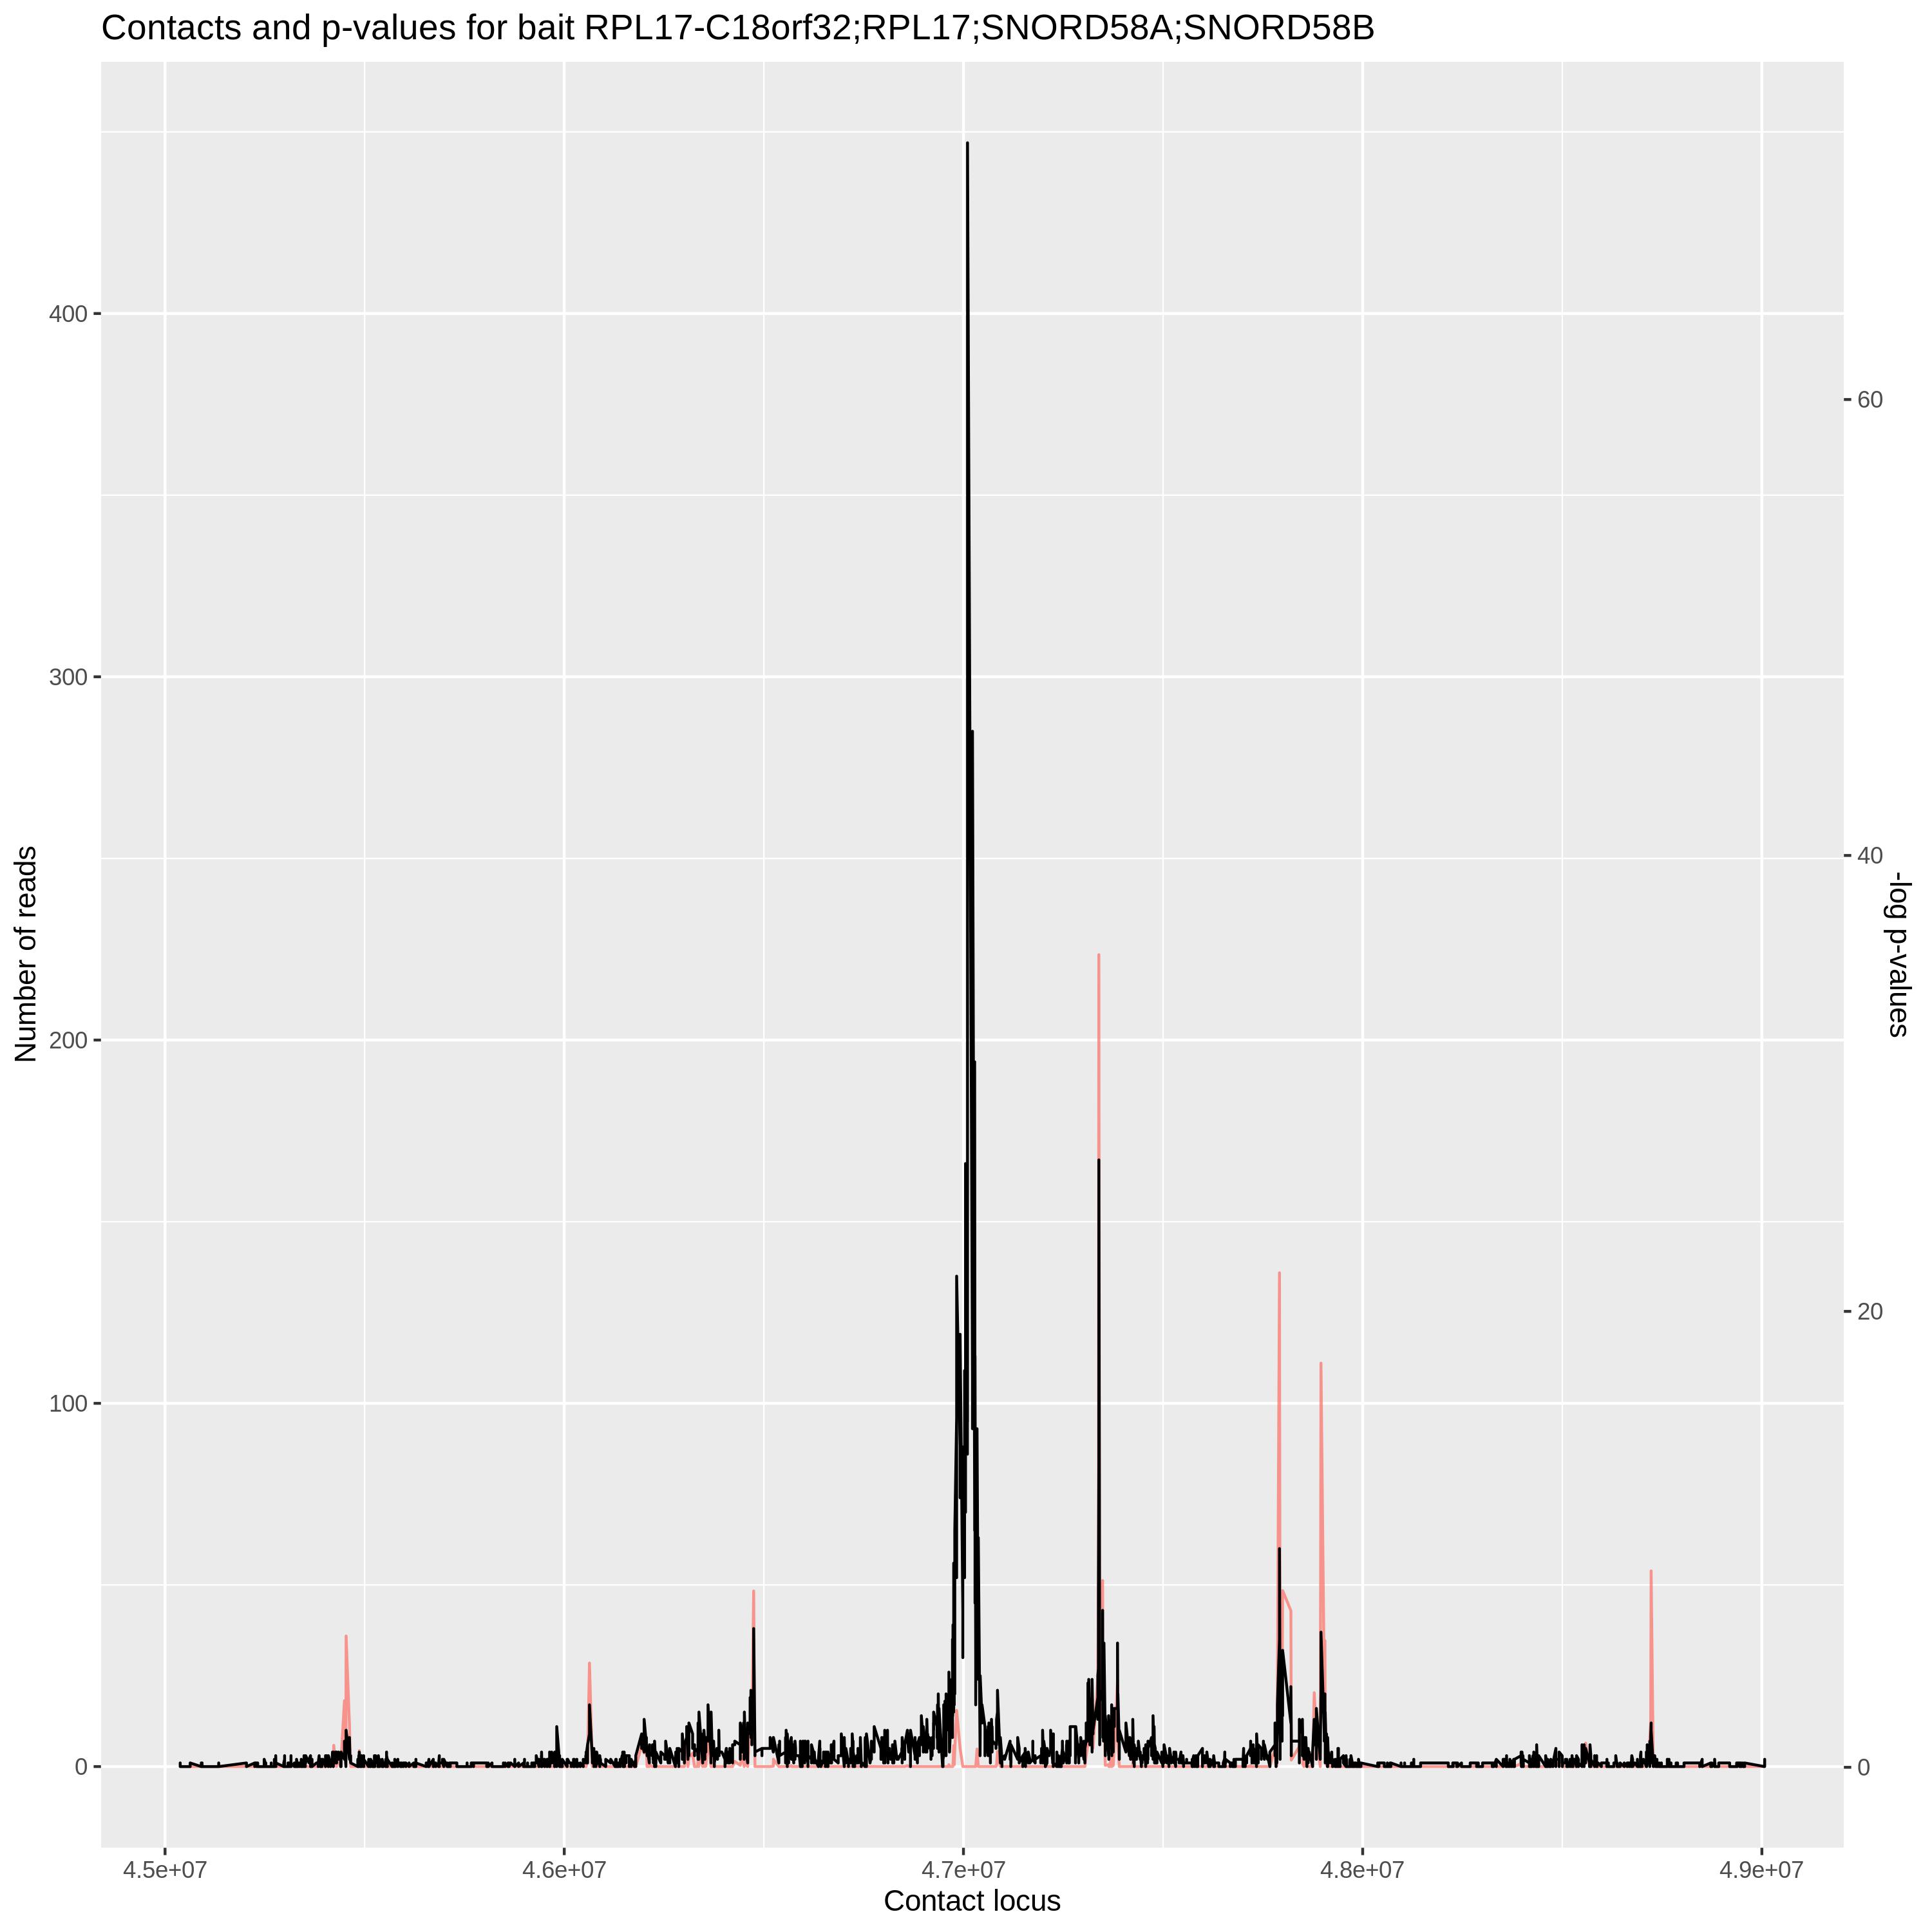 Contacts and p-values for bait RPL17-C18orf32;RPL17;SNORD58A;SNORD58B
400
300
200
100
0
Number of reads
60
40
20
0
-log p-values
4.5e+07 4.6e+07 4.7e+07 4.8e+07 4.9e+07
Contact locus